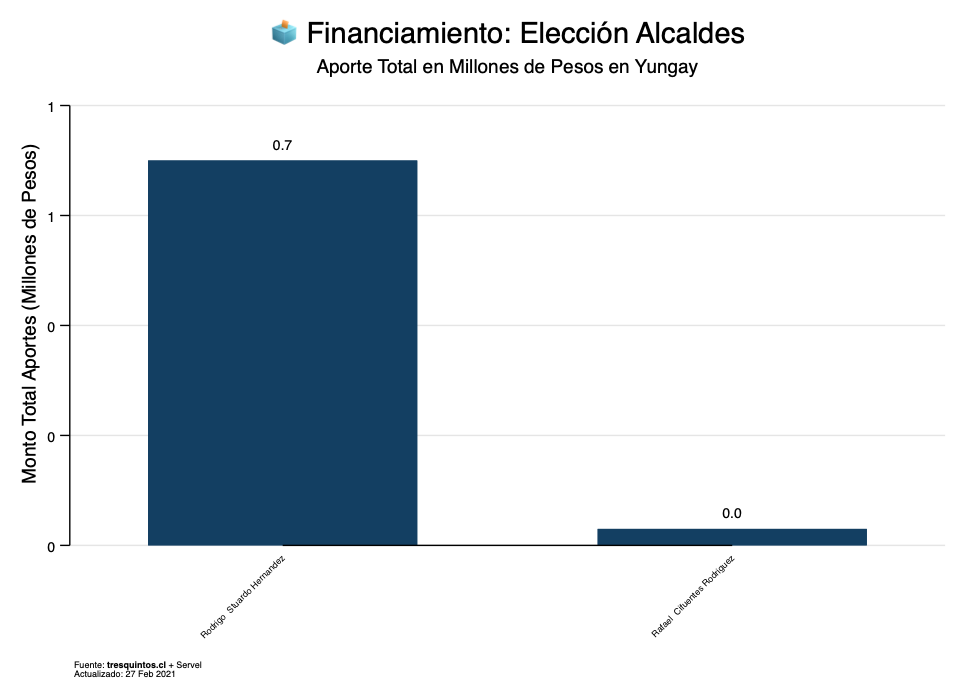 Financiamiento: Elección Alcaldes
Aporte Total en Millones de Pesos en Yungay
Monto Total Aportes (Millones de Pesos)
1
1
0
0
0
0.7
0.0
Rodrigo Stuardo Hernandez
Rafael Cifuentes Rodriguez
Fuente: tresquintos.cl + Servel
Actualizado: 27 Feb 2021